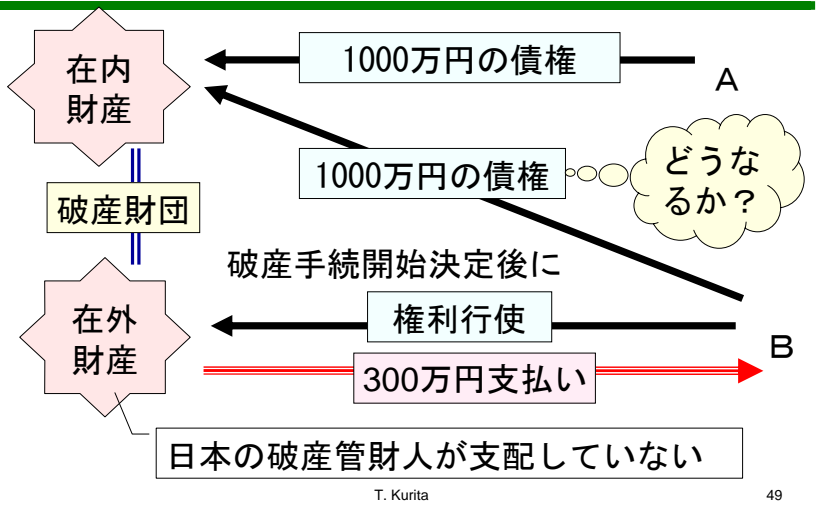 在内
財産
1000万円の債権
A
1000万円の債権
どうな
るか?
破産財団
破産手続開始決定後に
在外
財産
権利行使
B
300万円支払い
日本の破産管財人が支配していない
T. Kurita
49